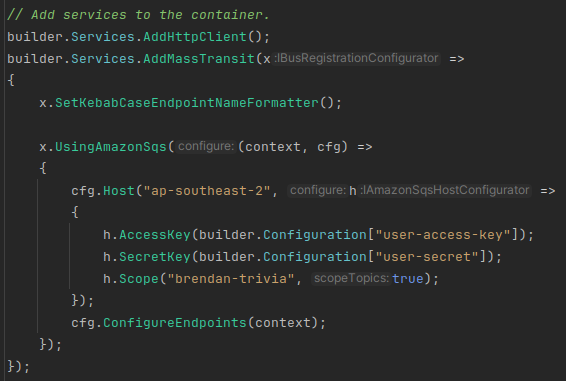 // Add services to the container.
builder.Services.AddHttpClient();
builder.Services.AddMassTransit(x :IBusRegistrationConfigurator =>
{
    x.SetKebabCaseEndpointNameFormatter();

    x.UsingAmazonSqs( configure: (context, cfg) =>
    {
        cfg.Host("ap-southeast-2", configure: h :IAmazonSqsHostConfigurator =>
        {
            h.AccessKey(builder.Configuration["user-access-key"]);
            h.SecretKey(builder.Configuration["user-secret"]);
            h.Scope("brendan-trivia", scopeTopics: true);
        });
        cfg.ConfigureEndpoints(context);
    });
});